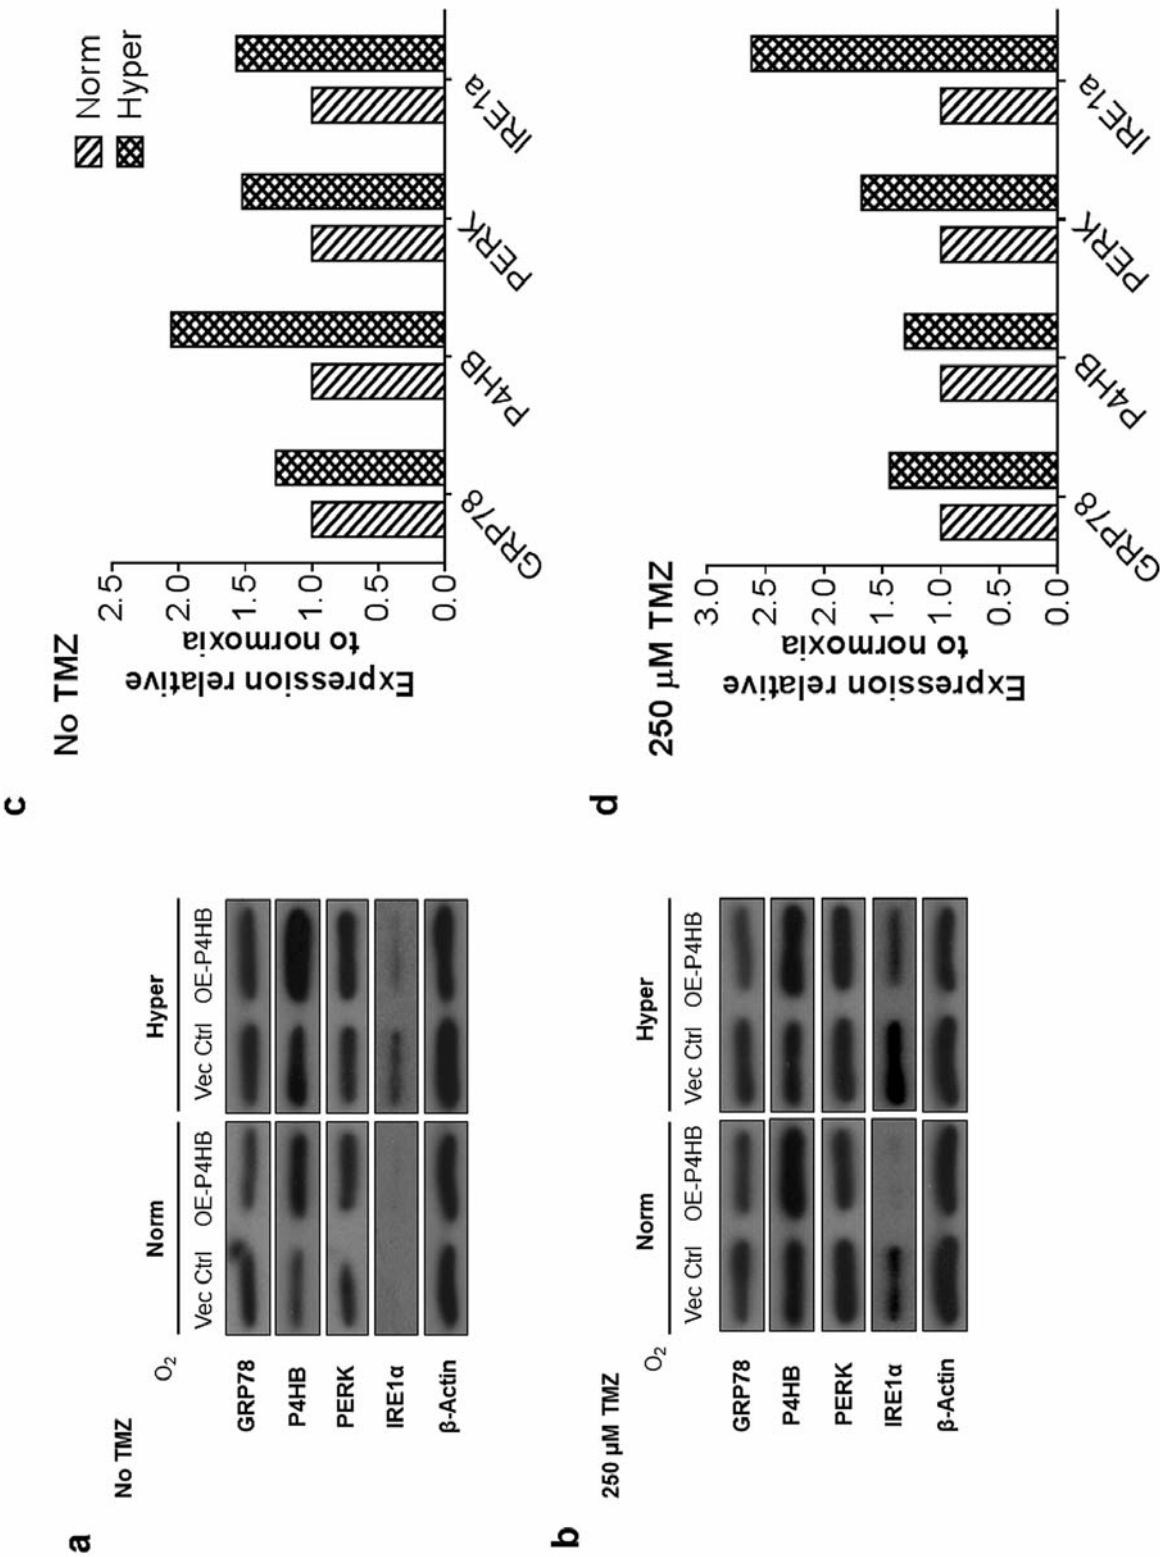 a
No TMZ
O2
Norm
Hyper
Vec Ctrl OE-P4HB Vec Ctrl OE-P4HB
GRP78
P4HB
PERK
IRE1α
β-Actin
b
250 µM TMZ
O2
Norm
Hyper
Vec Ctrl OE-P4HB Vec Ctrl OE-P4HB
GRP78
P4HB
PERK
IRE1α
β-Actin
c
No TMZ
Norm
Hyper
Expression relative
to normoxia
2.5
2.0
1.5
1.0
0.5
0.0
GRP78
P4HB
PERK
IRE1a
d
250 µM TMZ
Expression relative
to normoxia
3.0
2.5
2.0
1.5
1.0
0.5
0.0
GRP78
P4HB
PERK
IRE1a